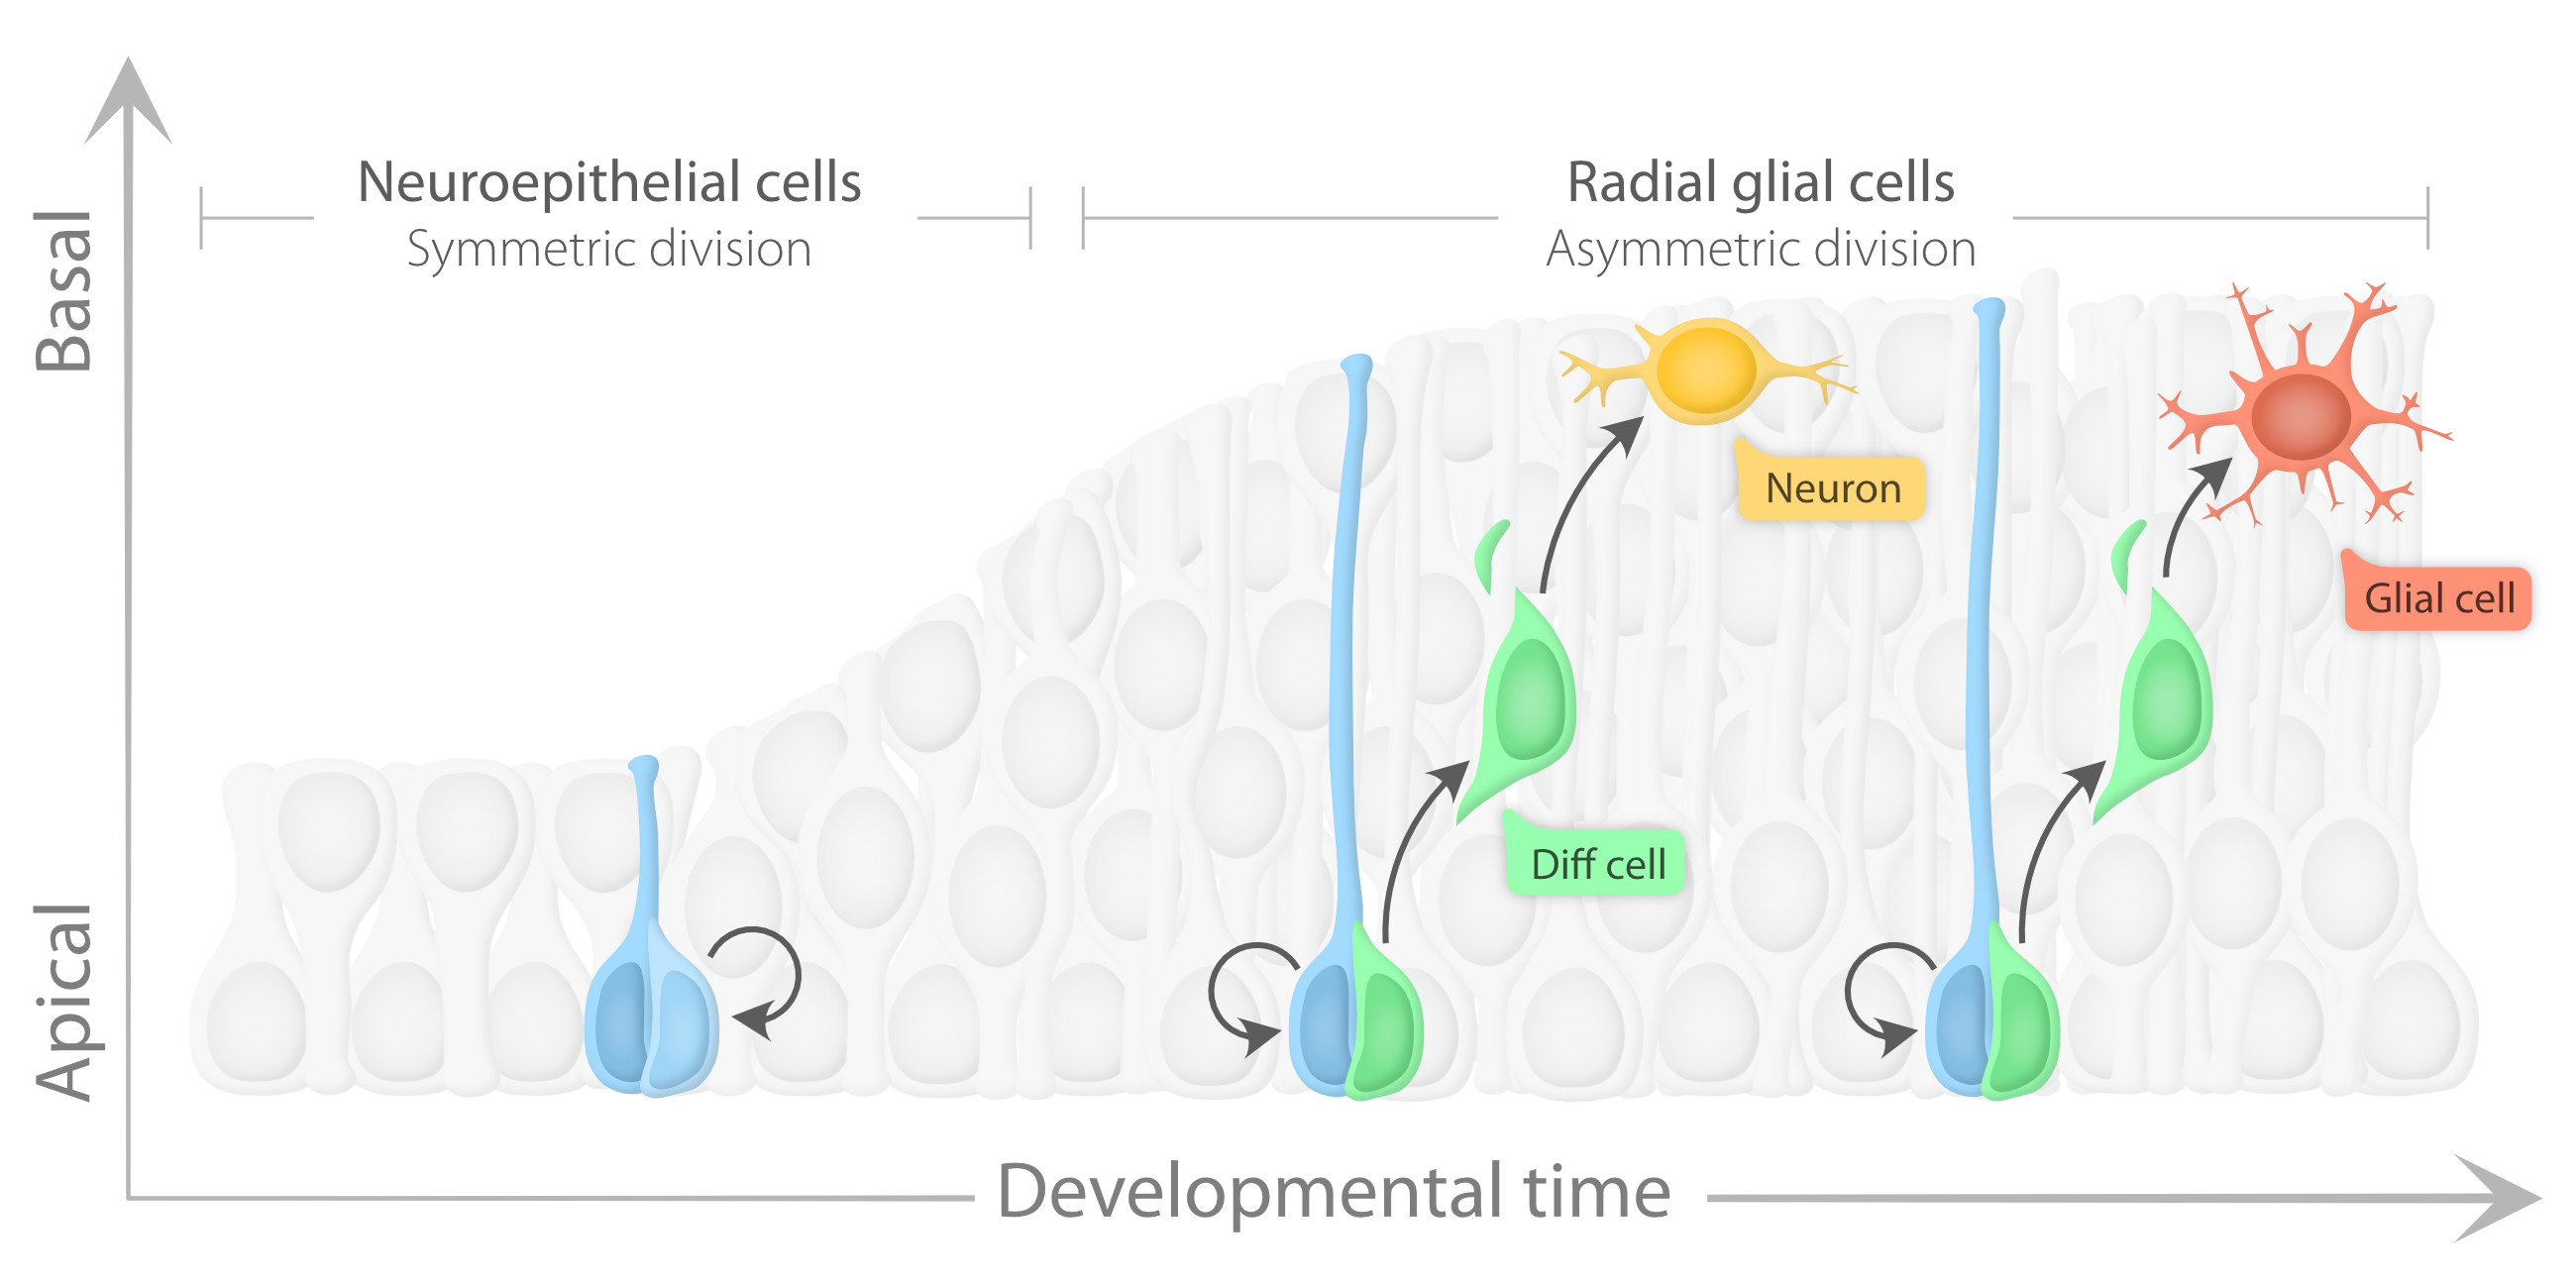 Neuroepithelial cells
Symmetric division
Radial glial cells
Asymmetric division
Basal
Apical
Neuron
Glial cell
Diff cell
Developmental time